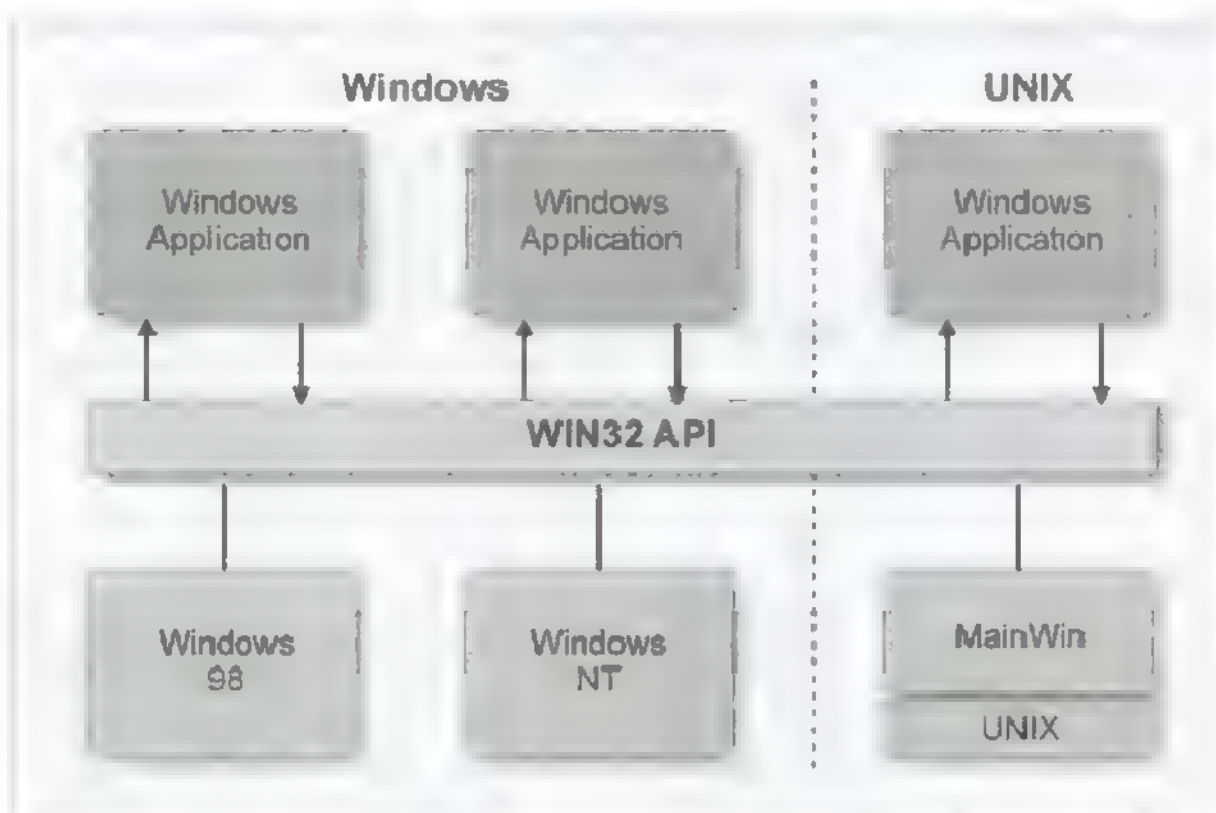 Windows
UNIX
Windows
Application
Windows
Application
Windows
Application
WIN32 API
Windows
98
Windows
NT
MainWin
UNIX